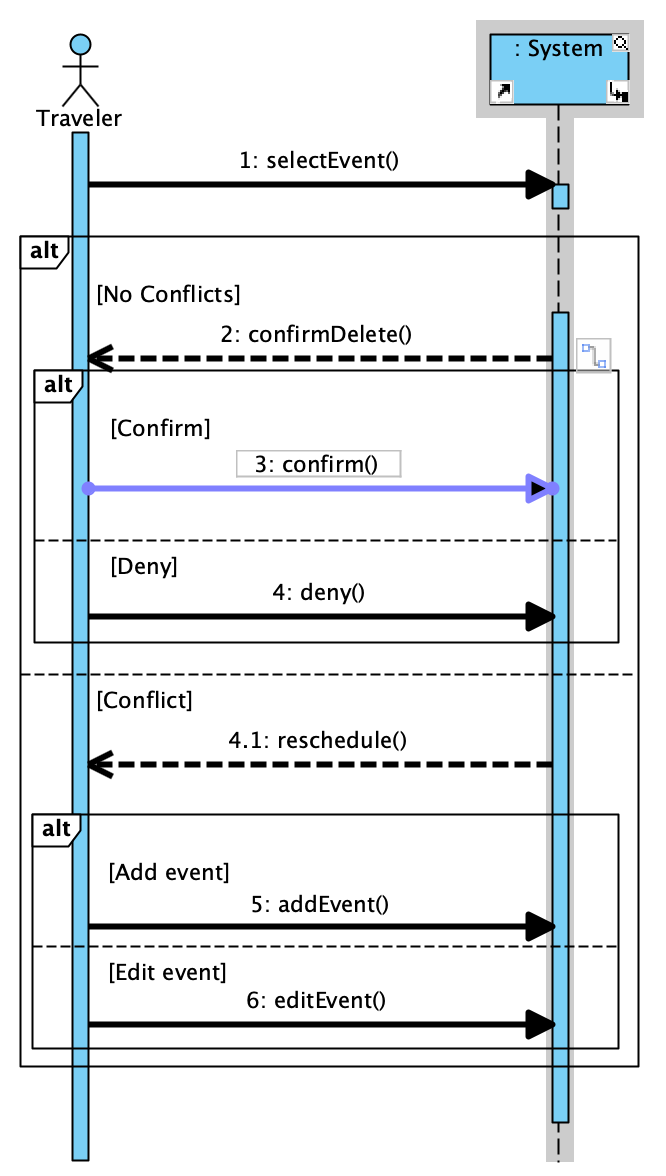 : System
Traveler
1: selectEvent()
alt
[No Conflicts]
2: confirmDelete()
alt
[Confirm]
3: confirm()
[Deny]
4: deny()
[Conflict]
4.1: reschedule()
alt
[Add event]
5: addEvent()
[Edit event]
6: editEvent()